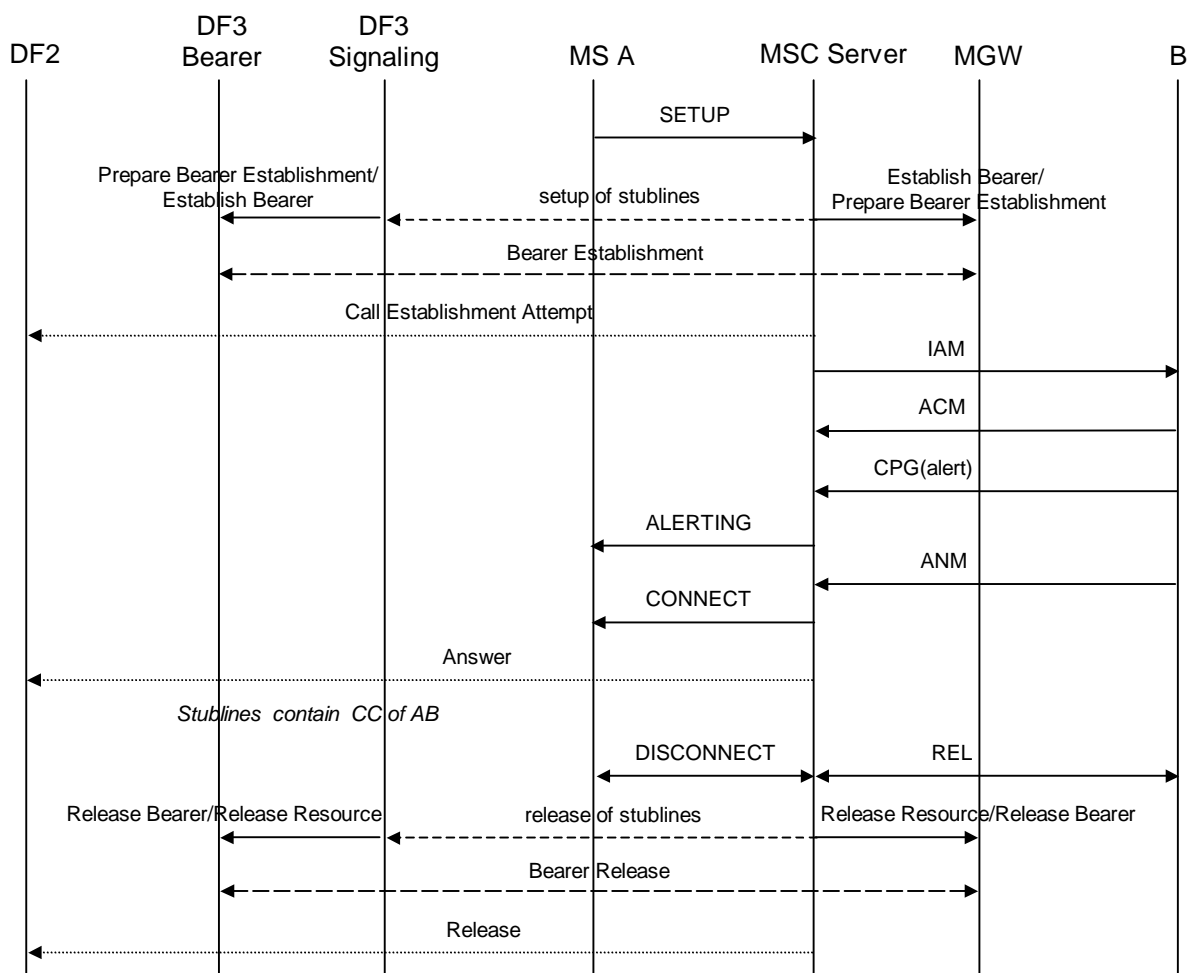 DF2
DF3
Bearer
DF3
Signaling
MS A
MSC Server
MGW
B
SETUP
Prepare Bearer Establishment/
Establish Bearer
setup of stublines
Establish Bearer/
Prepare Bearer Establishment
Bearer Establishment
Call Establishment Attempt
IAM
ACM
CPG(alert)
ALERTING
ANM
CONNECT
Answer
Stublines contain CC of AB
DISCONNECT
REL
Release Bearer/Release Resource
release of stublines
Release Resource/Release Bearer
Bearer Release
Release